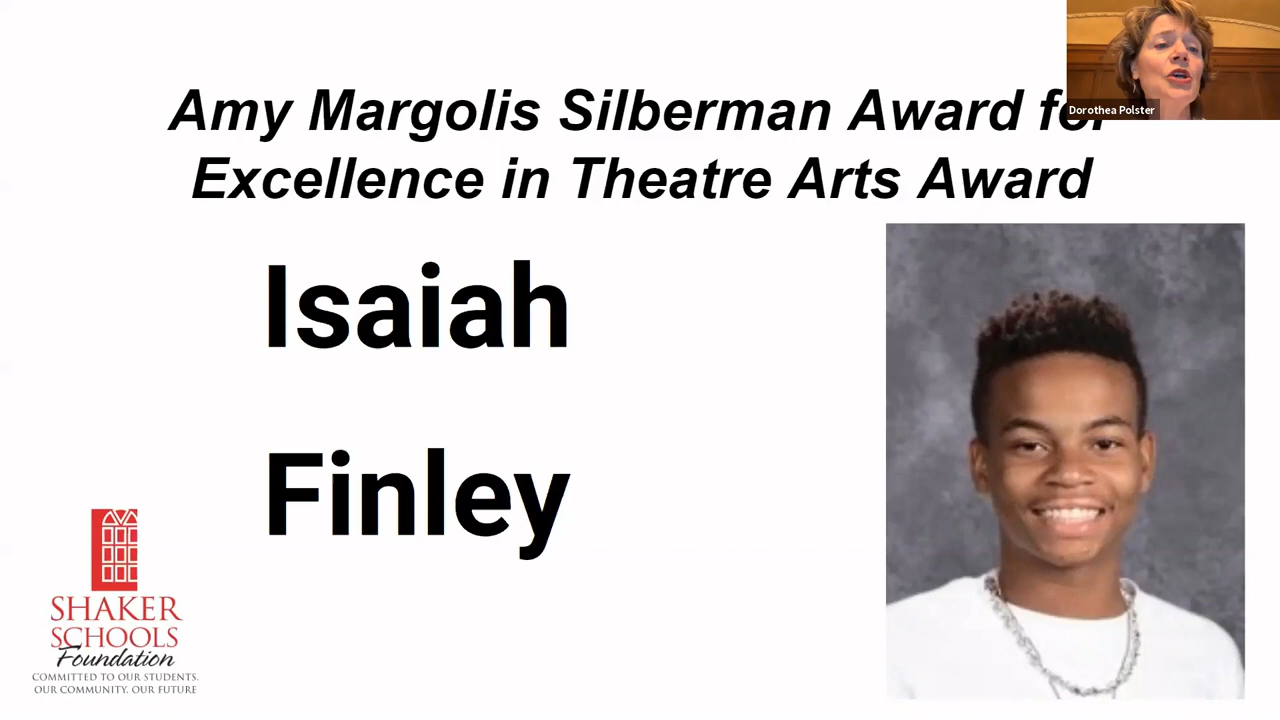 Amy Margolis Silberman Award for
Excellence in Theatre Arts Award
Dorothea Polster
Isaiah
Finley
SHAKER
SCHOOLS
Foundation
COMMITTED TO OUR STUDENTS,
OUR COMMUNITY, OUR FUTURE